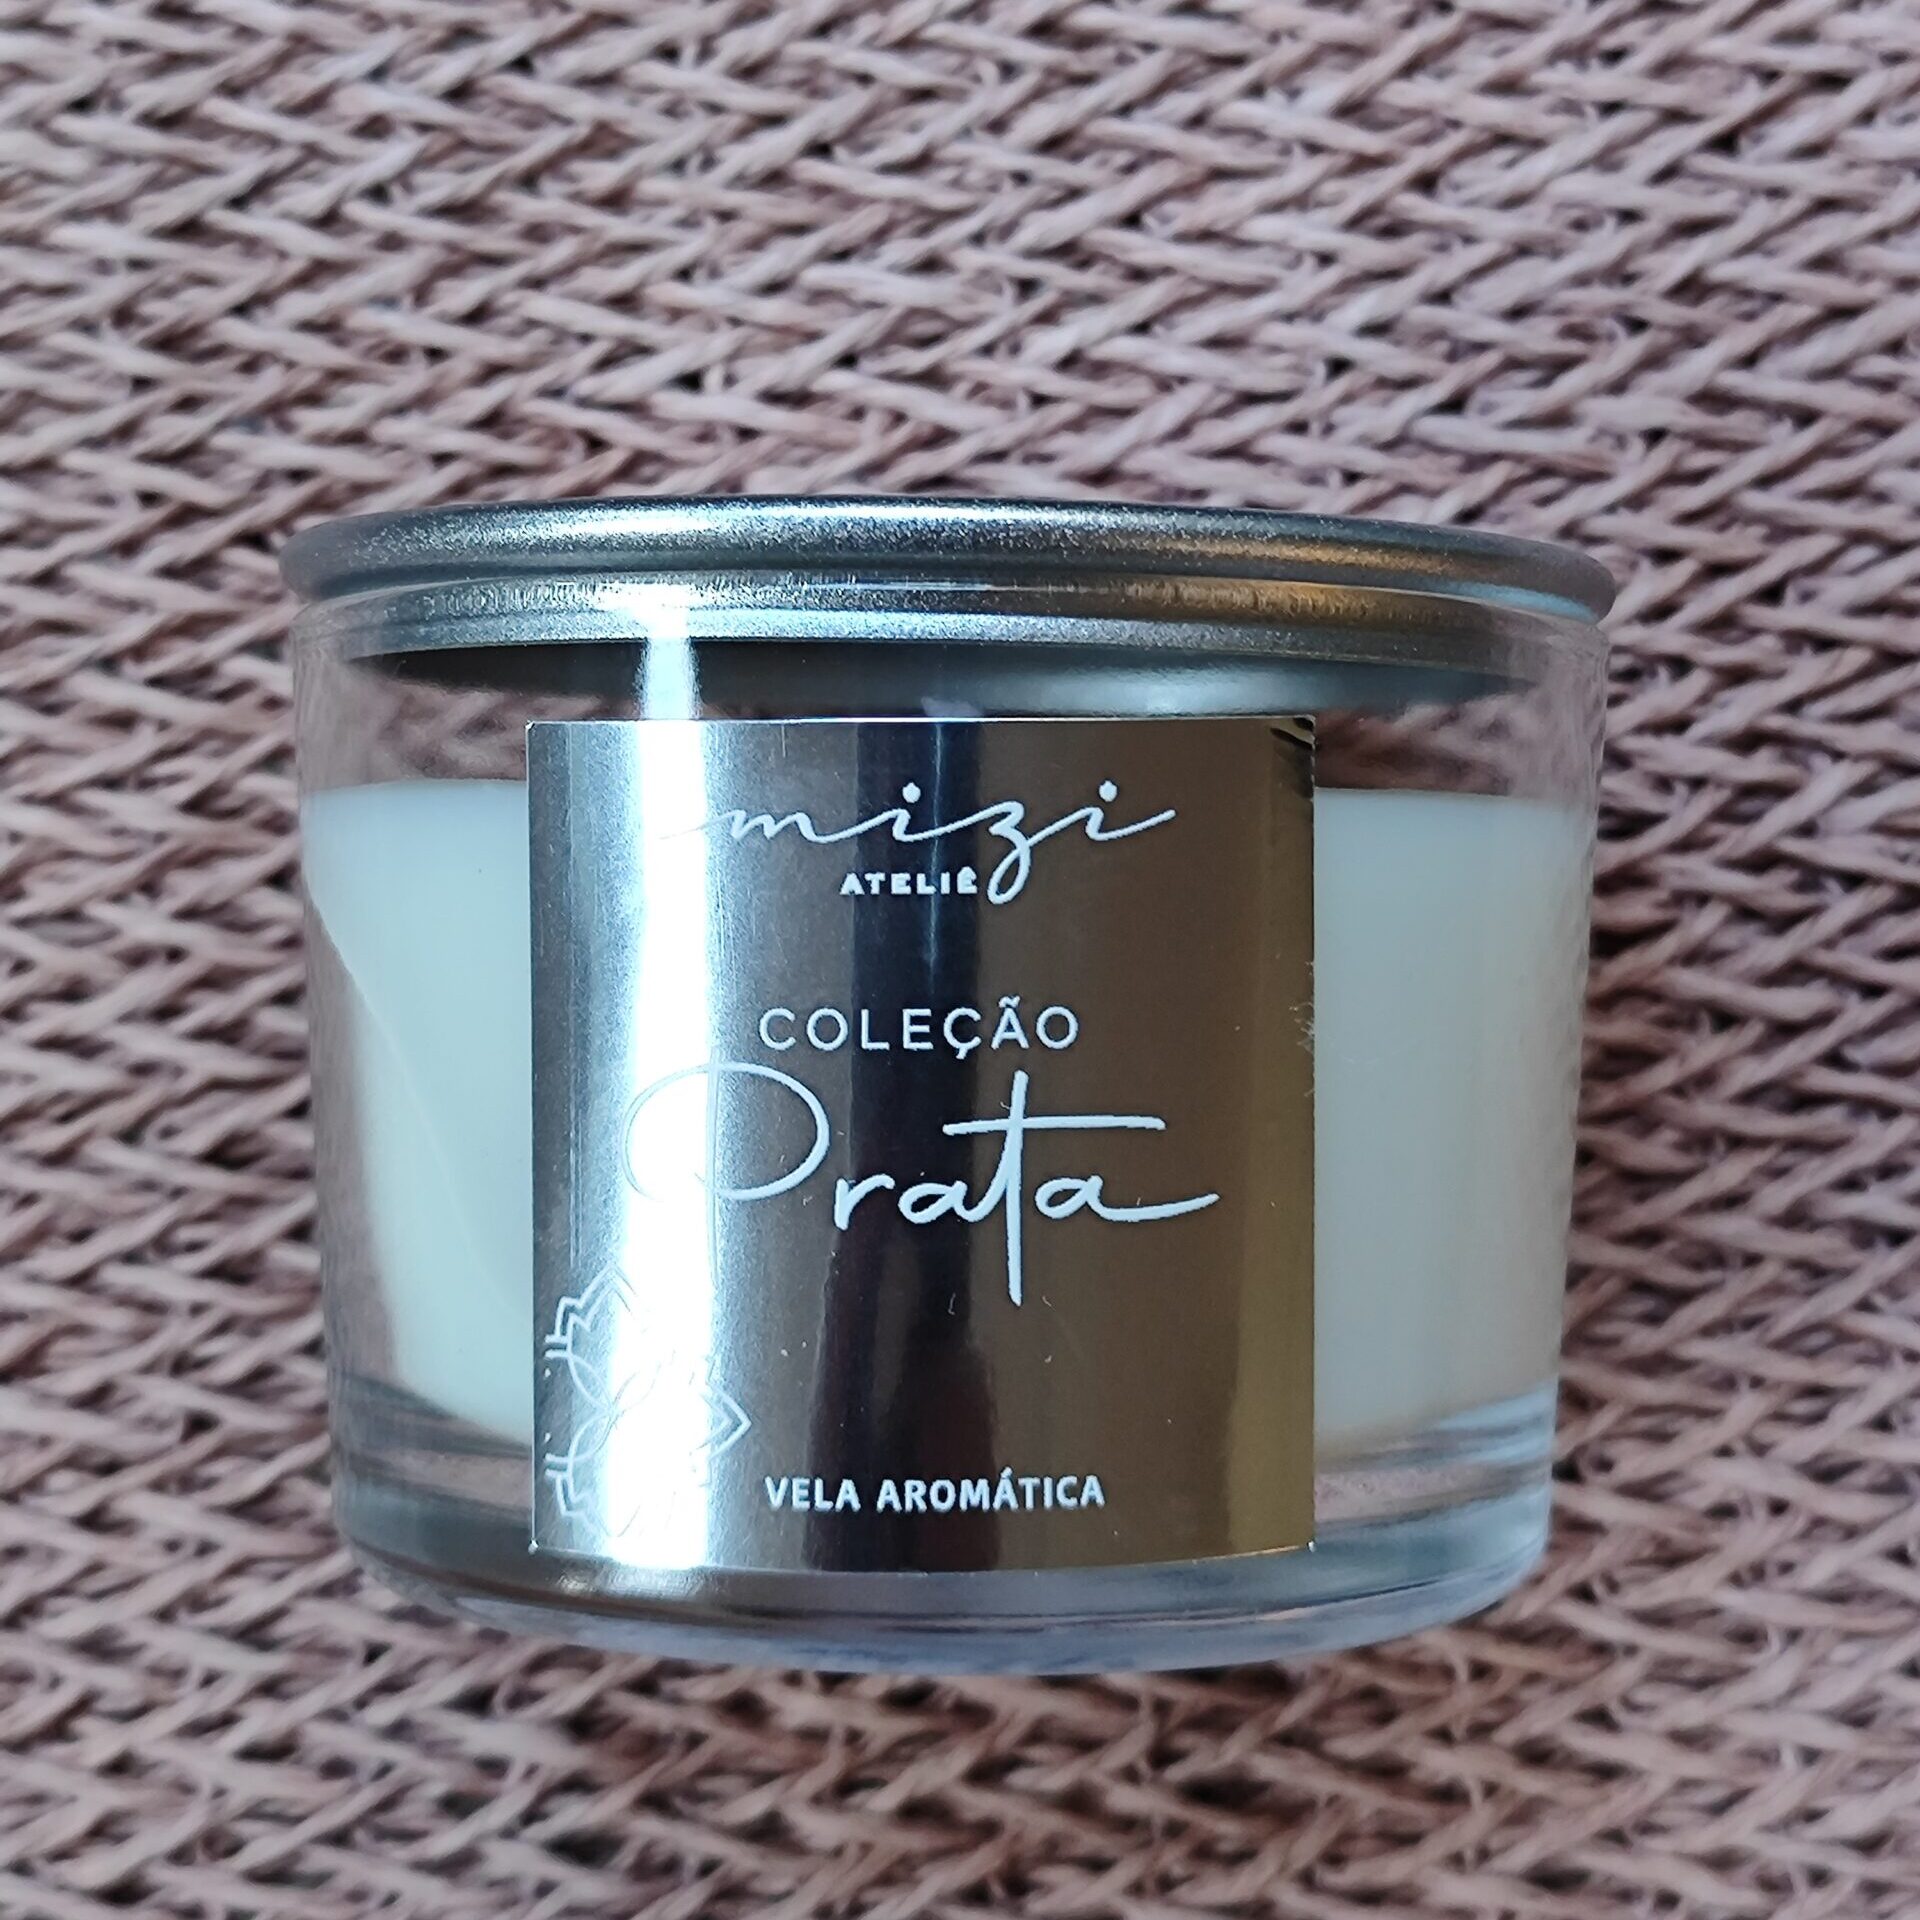 mizi
ATELIÊ
COLEÇÃO
Prata
VELA AROMÁTICA